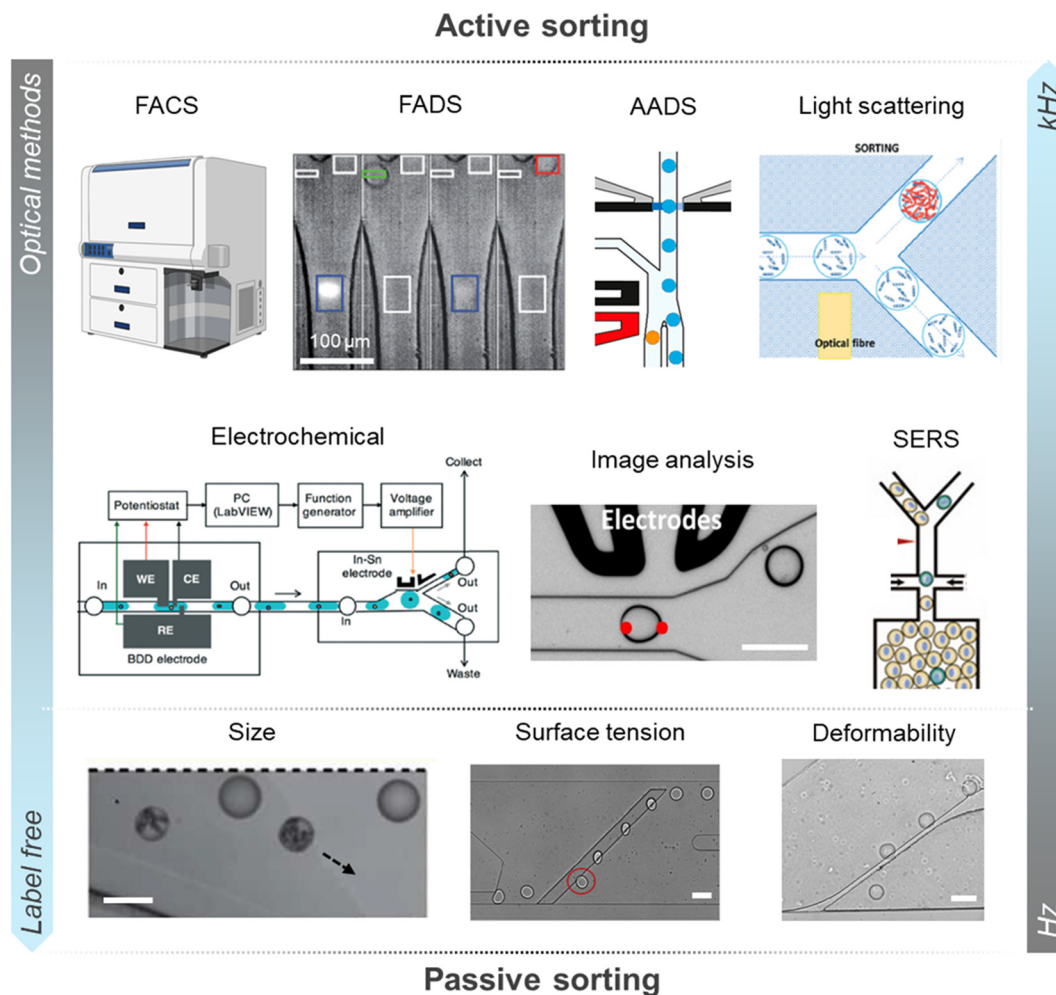 Active sorting
Optical methods
kHz
FACS
FADS
AADS
Light scattering
100 µm
SORTING
Optical fibre
Electrochemical
Image analysis
SERS
Collect
Potentiostat
PC
(LabVIEW)
Function
generator
Voltage
amplifier
In-Sn
electrode
In
WE
CE
Out
RE
BDD electrode
In
Out
Out
Waste
Electrodes
Size
Surface tension
Deformability
Label free
Hz
Passive sorting